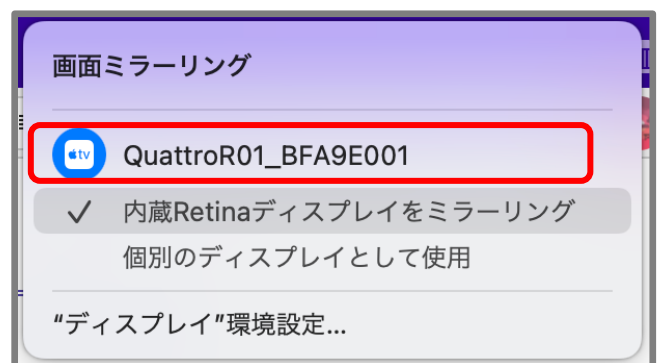 画面ミラーリング
tv
QuattroR01_BFA9E001
✓ 内蔵Retinaディスプレイをミラーリング
個別のディスプレイとして使用
“ディスプレイ”環境設定...